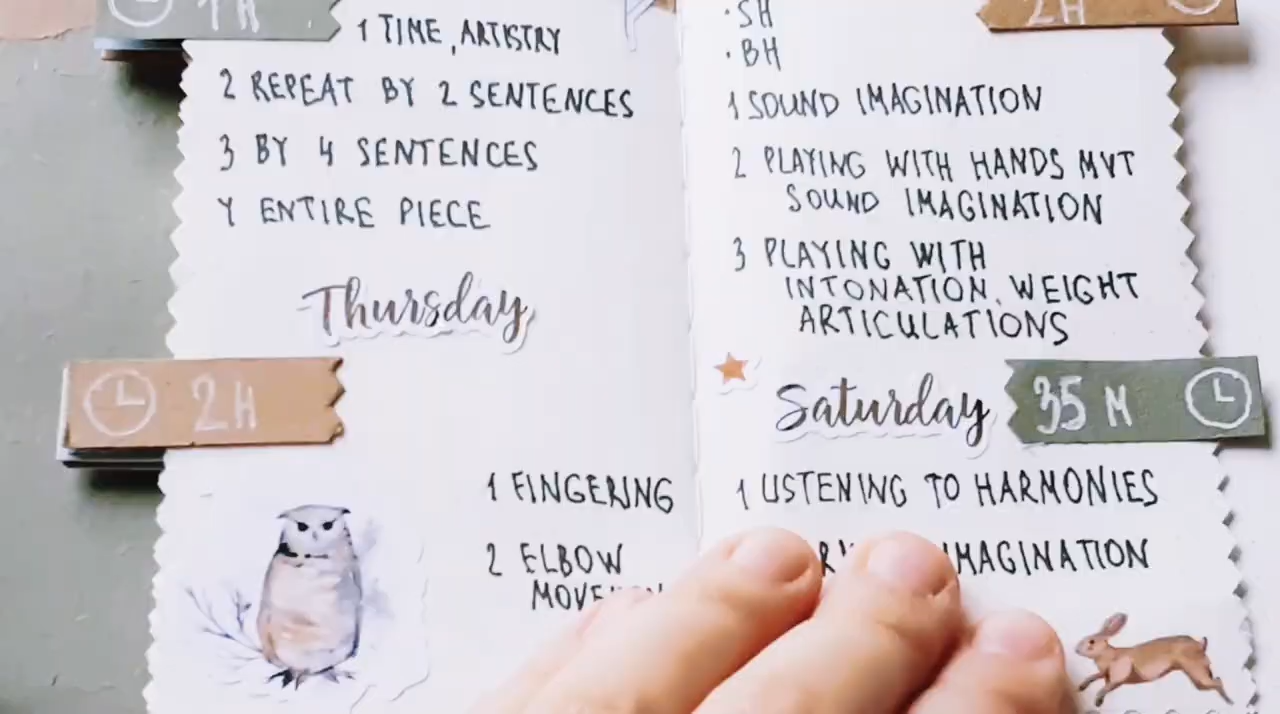 1H
1 TIME, ARTISTRY
2 REPEAT BY 2 SENTENCES
3 BY 4 SENTENCES
4 ENTIRE PIECE
Thursday
2H
1 FINGERING
2 ELBOW
· SH
· BH
2H
1 SOUND IMAGINATION
2 PLAYING WITH HANDS MVT
SOUND IMAGINATION
3 PLAYING WITH
INTONATION, WEIGHT
ARTICULATIONS
Saturday
35 M
1 LISTENING TO HARMONIES
IMAGINATION